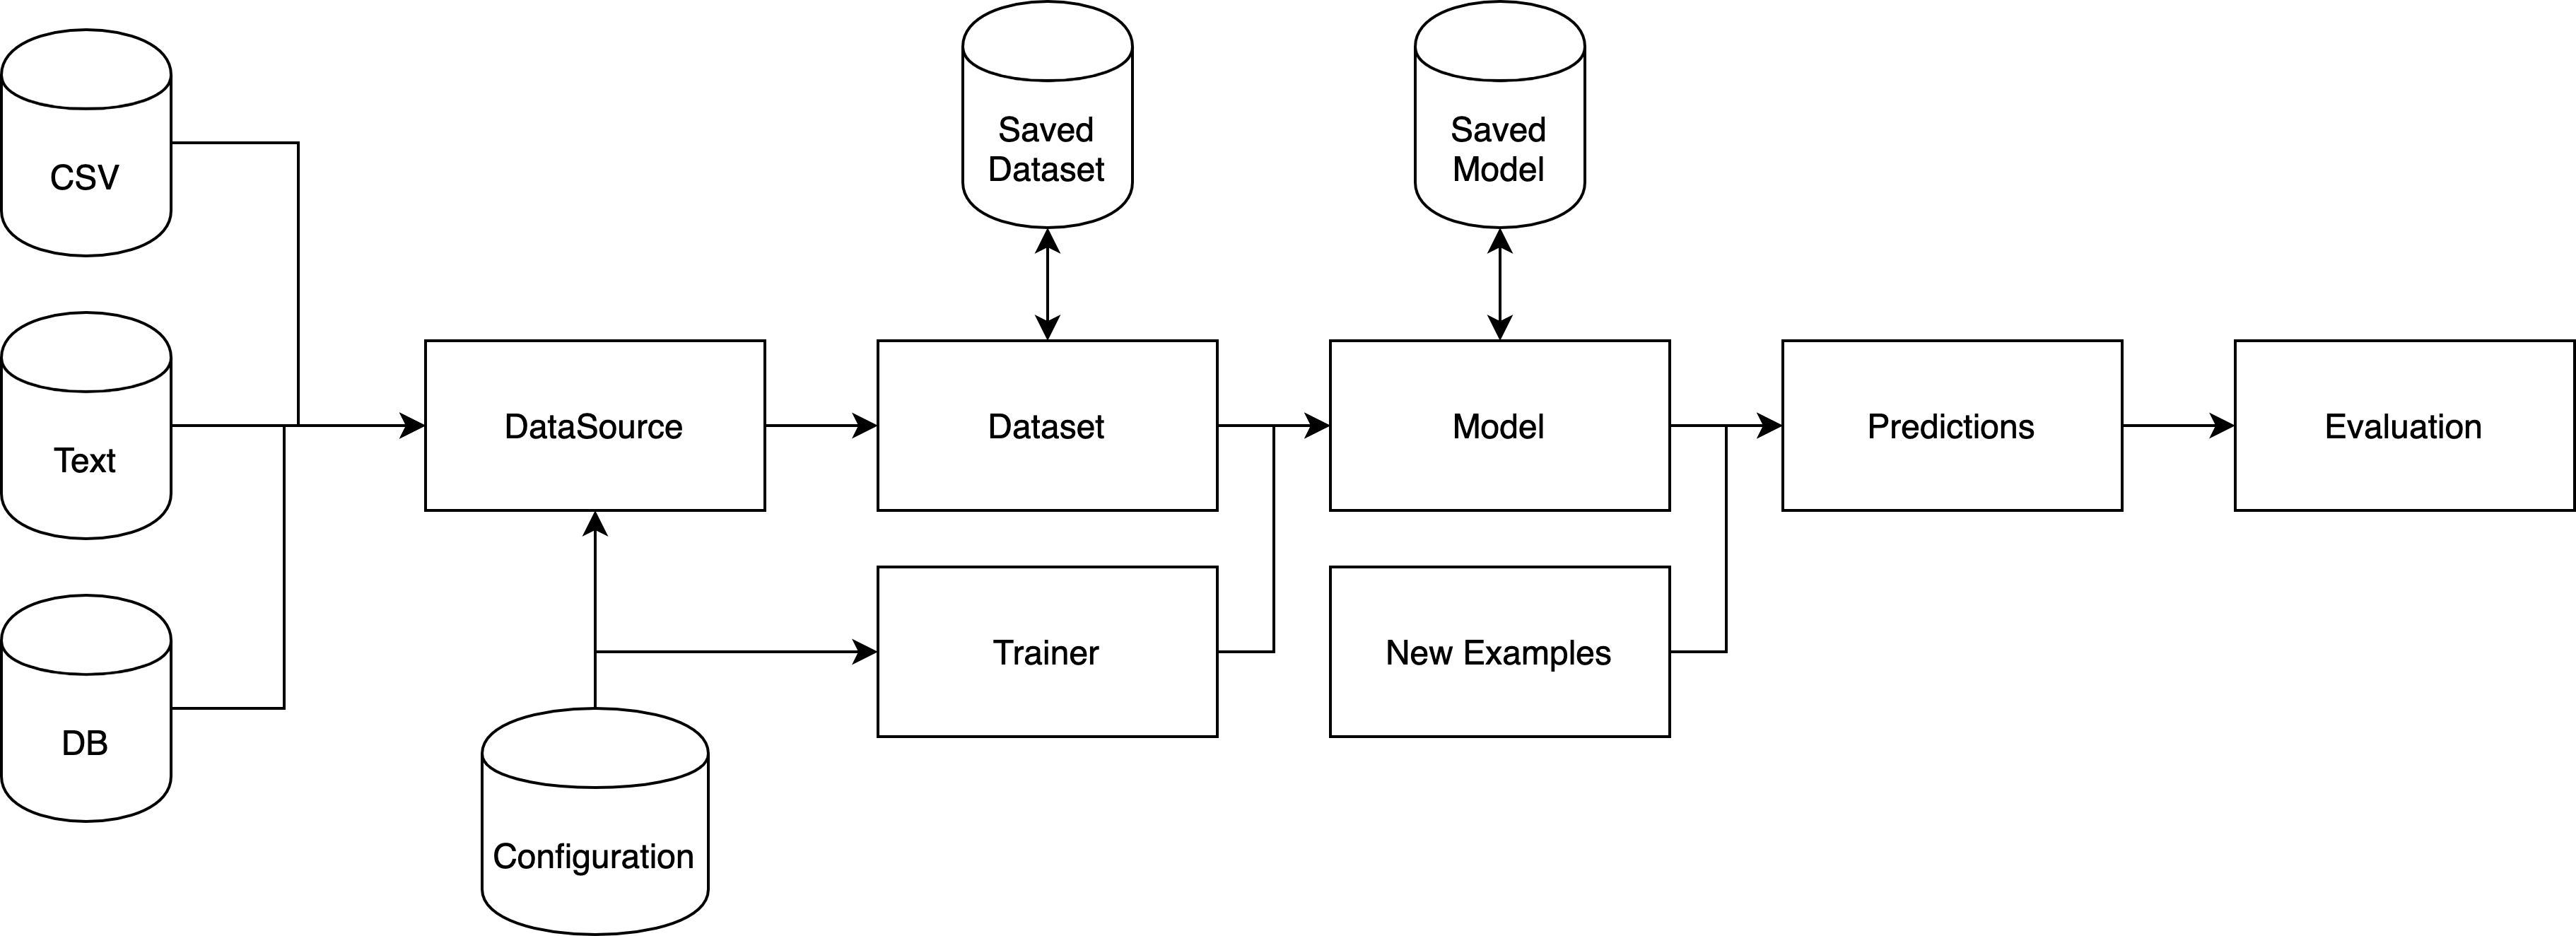 CSV
Saved
Dataset
Saved
Model
Text
DataSource
Dataset
Model
Predictions
Evaluation
Trainer
New Examples
DB
Configuration